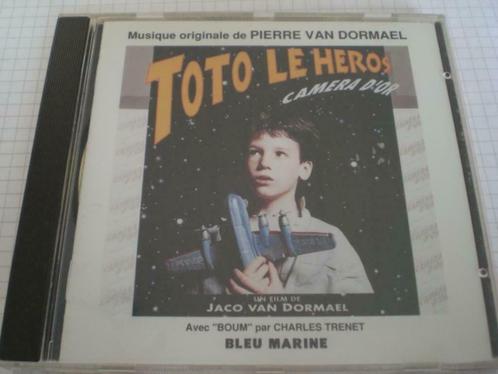 Musique originale de PIERRE VAN DORMAEL
TOTO LE HEROS
CAMERA D'OR
UN FILM DE
JACO VAN DORMAEL
Avec "BOUM" par CHARLES TRENET
BLEU MARINE